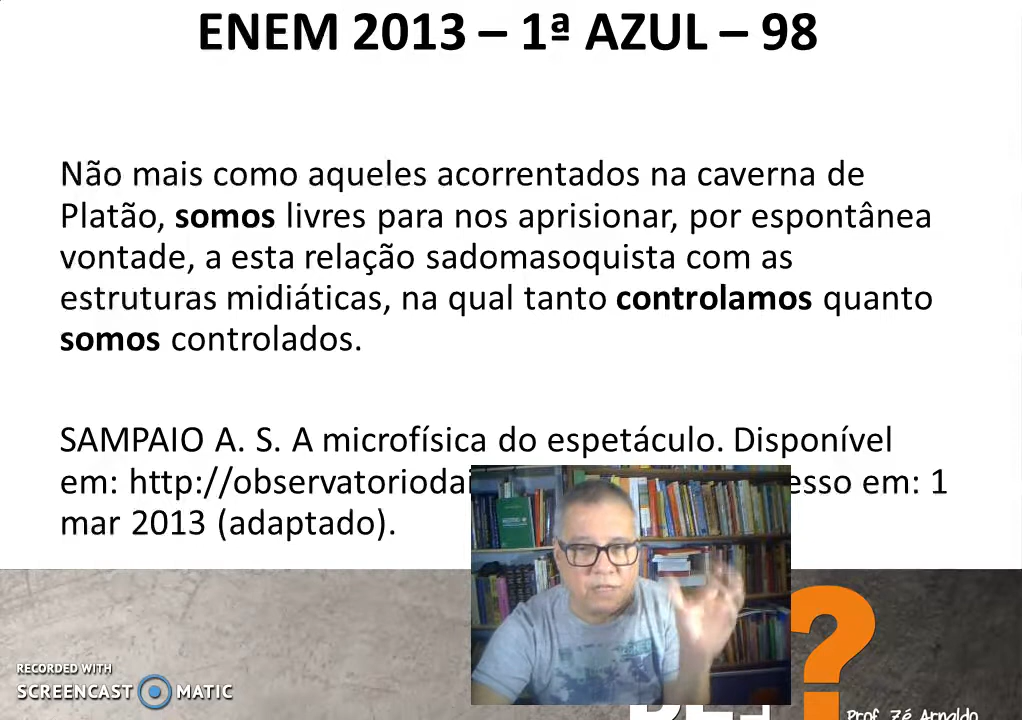 ENEM 2013 – 1ª AZUL – 98
Não mais como aqueles acorrentados na caverna de
Platão, somos livres para nos aprisionar, por espontânea
vontade, a esta relação sadomasoquista com as
estruturas midiáticas, na qual tanto controlamos quanto
somos controlados.
SAMPAIO A. S. A microfísica do espetáculo. Disponível
em: http://observatorioda esso em: 1
mar 2013 (adaptado).
RECORDED WITH
SCREENCAST MATIC
?
Prof. Zé Arnaldo